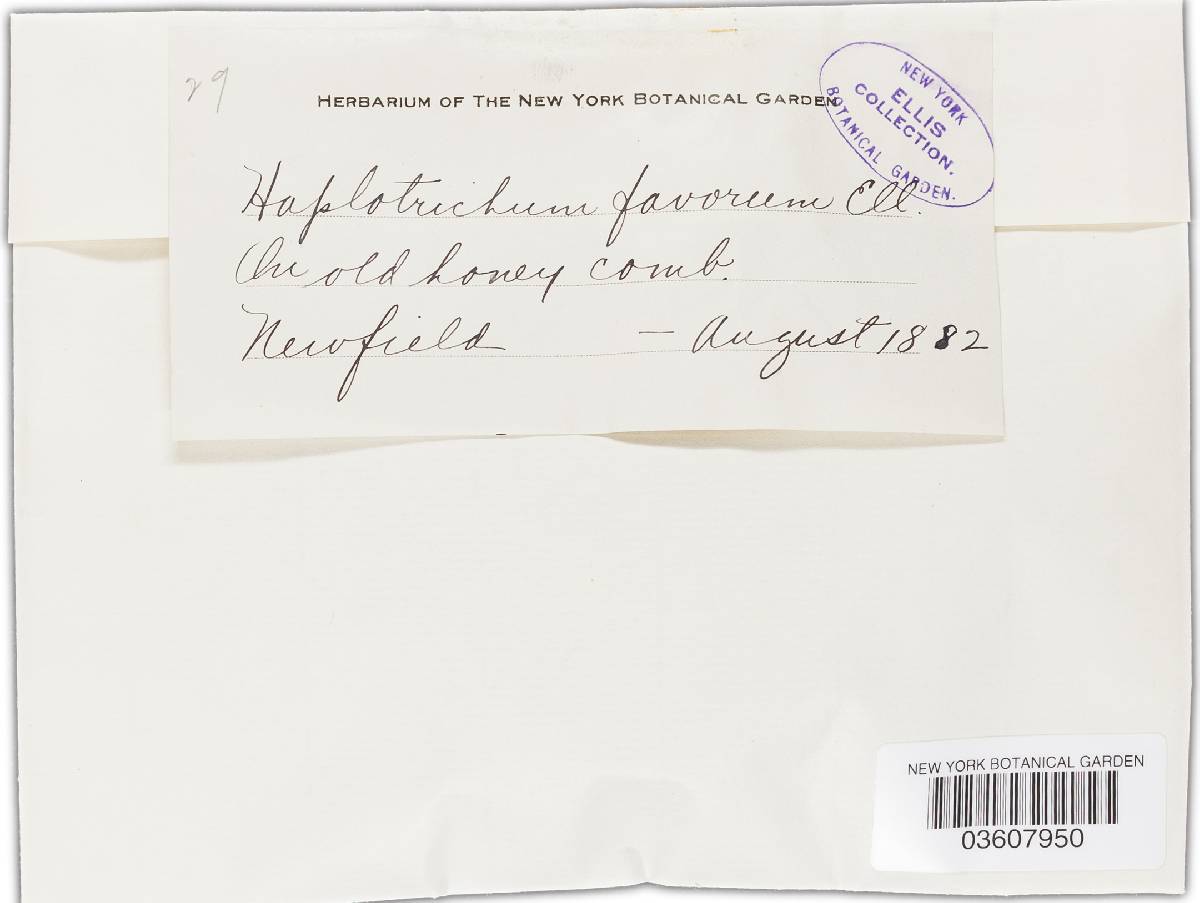 29
HERBARIUM OF THE NEW YORK BOTANICAL GARDEN
NEW YORK
ELLIS
COLLECTION.
BOTANICAL GARDEN.
Haplotrichum favorum Ell.
On old honey comb.
Newfield — August 1882
NEW YORK BOTANICAL GARDEN
03607950